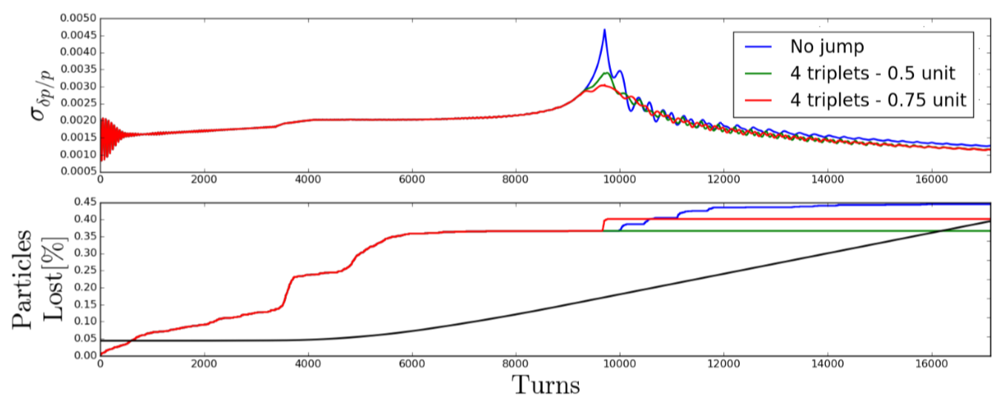 0.0050
0.0045
0.0040
0.0035
0.0030
0.0025
0.0020
0.0015
0.0010
0.0005
σδp/p
0 2000 4000 6000 8000 10000 12000 14000 16000
No jump
4 triplets - 0.5 unit
4 triplets - 0.75 unit
0.45
0.40
0.35
0.30
0.25
0.20
0.15
0.10
0.05
0.00
Particles
Lost[%]
0 2000 4000 6000 8000 10000 12000 14000 16000
Turns